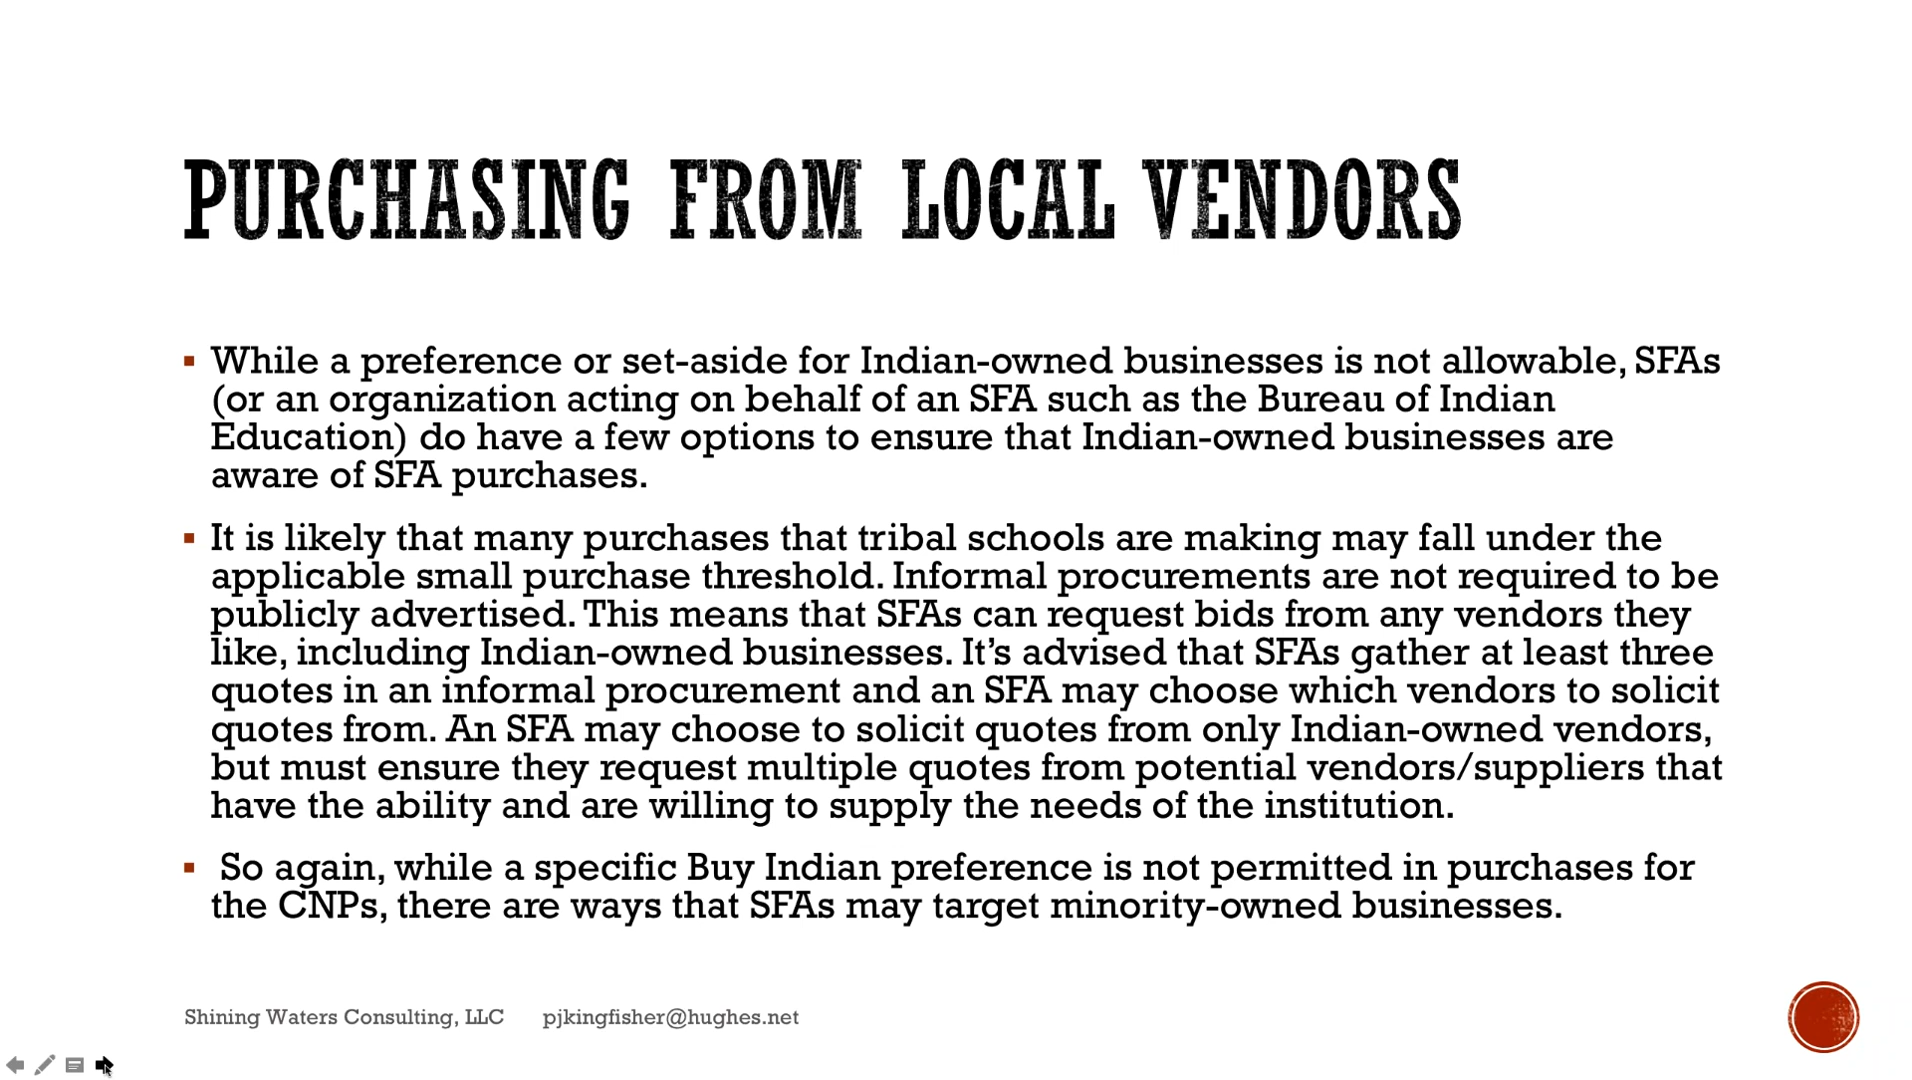 PURCHASING FROM LOCAL VENDORS
▪ While a preference or set-aside for Indian-owned businesses is not allowable, SFAs
(or an organization acting on behalf of an SFA such as the Bureau of Indian
Education) do have a few options to ensure that Indian-owned businesses are
aware of SFA purchases.
▪ It is likely that many purchases that tribal schools are making may fall under the
applicable small purchase threshold. Informal procurements are not required to be
publicly advertised. This means that SFAs can request bids from any vendors they
like, including Indian-owned businesses. It’s advised that SFAs gather at least three
quotes in an informal procurement and an SFA may choose which vendors to solicit
quotes from. An SFA may choose to solicit quotes from only Indian-owned vendors,
but must ensure they request multiple quotes from potential vendors/suppliers that
have the ability and are willing to supply the needs of the institution.
▪ So again, while a specific Buy Indian preference is not permitted in purchases for
the CNPs, there are ways that SFAs may target minority-owned businesses.
Shining Waters Consulting, LLC pjkingfisher@hughes.net